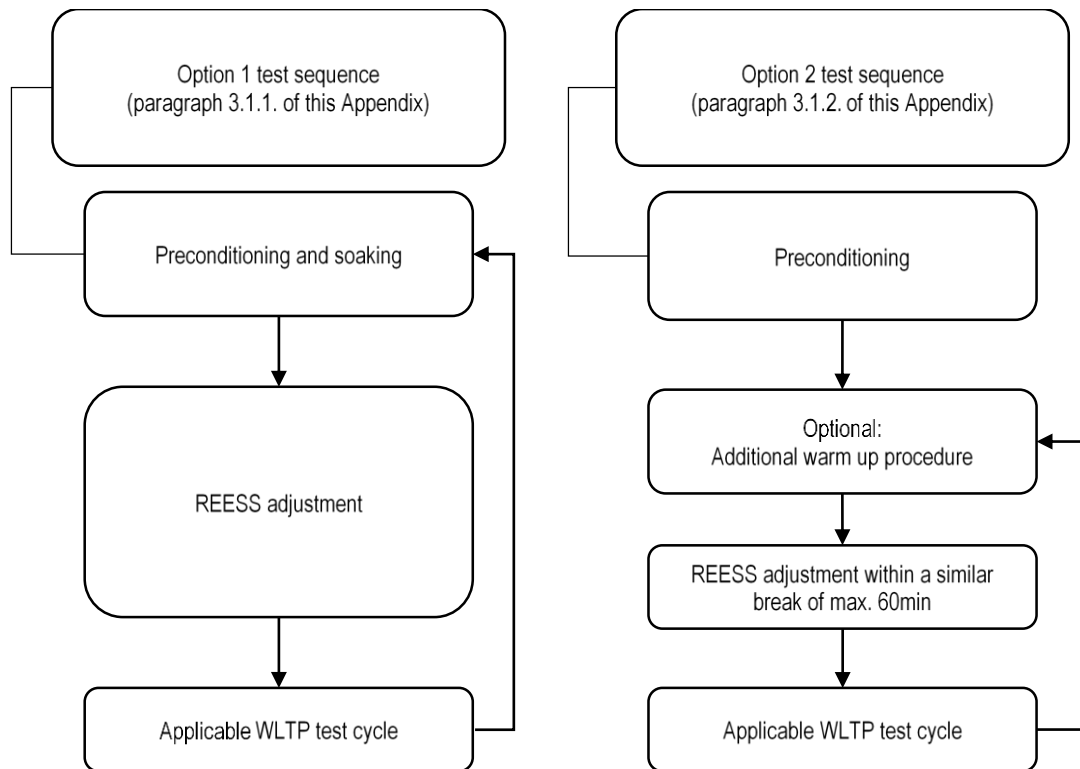 Option 1 test sequence
(paragraph 3.1.1. of this Appendix)
Preconditioning and soaking
REESS adjustment
Applicable WLTP test cycle
Option 2 test sequence
(paragraph 3.1.2. of this Appendix)
Preconditioning
Optional:
Additional warm up procedure
REESS adjustment within a similar
break of max. 60min
Applicable WLTP test cycle